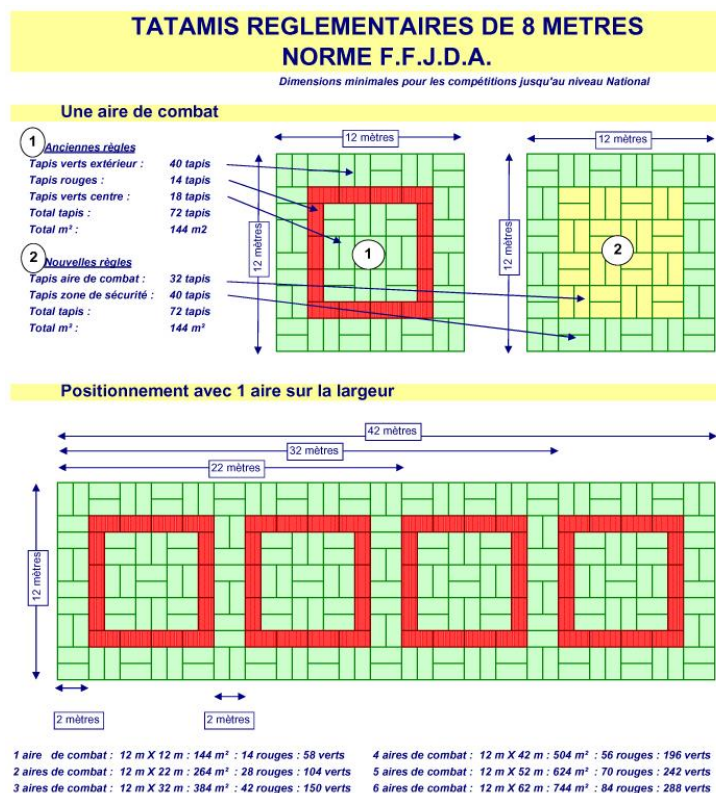 TATAMIS REGLEMENTAIRES DE 8 METRES
NORME F.F.J.D.A.
Dimensions minimales pour les compétitions jusqu'au niveau National
Une aire de combat
1 Anciennes règles
Tapis verts extérieur : 40 tapis
Tapis rouges : 14 tapis
Tapis verts centre : 18 tapis
Total tapis : 72 tapis
Total m² : 144 m2
2 Nouvelles règles
Tapis aire de combat : 32 tapis
Tapis zone de sécurité : 40 tapis
Total tapis : 72 tapis
Total m² : 144 m²
12 mètres
12 mètres
1
12 mètres
12 mètres
2
Positionnement avec 1 aire sur la largeur
42 mètres
32 mètres
22 mètres
12 mètres
2 mètres
2 mètres
1 aire de combat : 12 m X 12 m : 144 m² : 14 rouges : 58 verts
2 aires de combat : 12 m X 22 m : 264 m² : 28 rouges : 104 verts
3 aires de combat : 12 m X 32 m : 384 m² : 42 rouges : 150 verts
4 aires de combat : 12 m X 42 m : 504 m² : 56 rouges : 196 verts
5 aires de combat : 12 m X 52 m : 624 m² : 70 rouges : 242 verts
6 aires de combat : 12 m X 62 m : 744 m² : 84 rouges : 288 verts